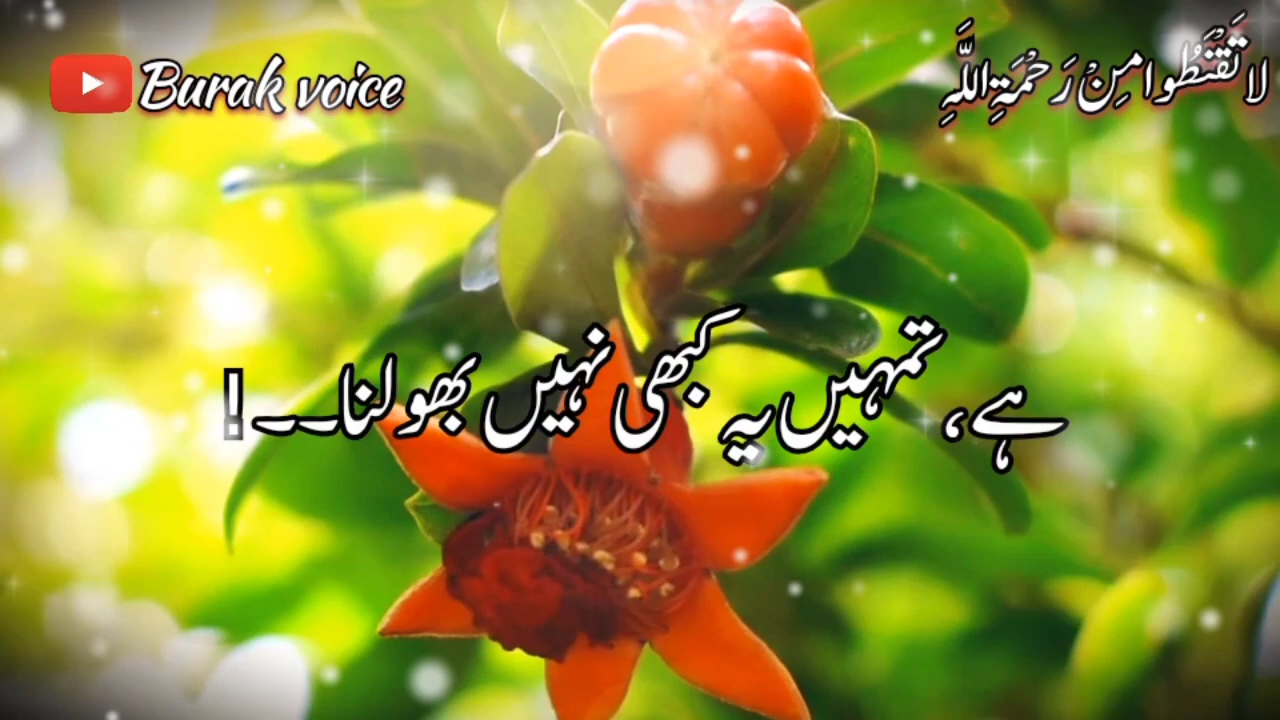 Burak voice
لَا تَقْنَطُوا مِنْ رَحْمَةِ اللَّهِ
ہے، تمہیں یہ کبھی نہیں بھولنا۔۔!